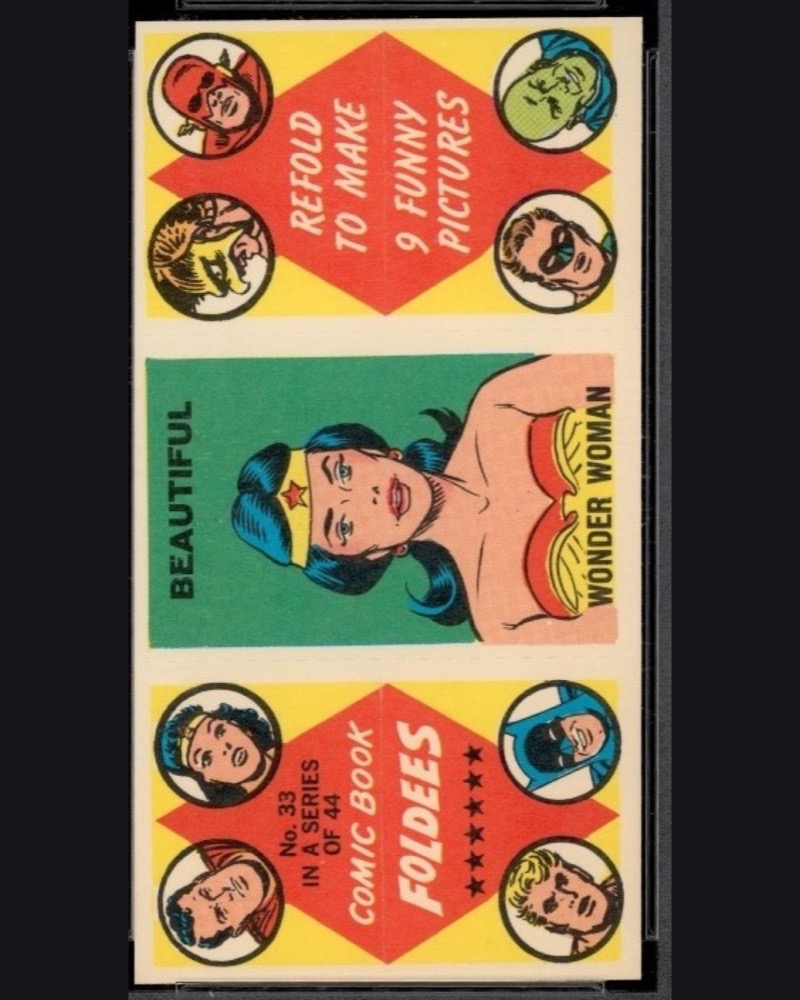 No. 33
IN A SERIES
OF 44
COMIC BOOK
FOLDEES
★★★★★★
BEAUTIFUL
WONDER WOMAN
REFOLD
TO MAKE
9 FUNNY
PICTURES